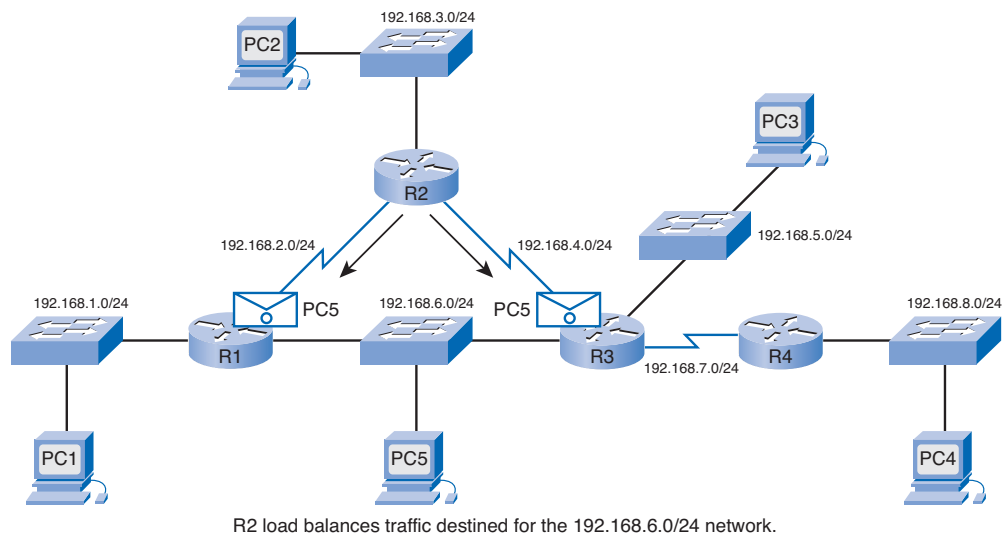 192.168.3.0/24
PC2
PC3
R2
192.168.2.0/24
192.168.4.0/24
192.168.5.0/24
192.168.1.0/24
PC5
192.168.6.0/24
PC5
192.168.8.0/24
R1
R3
R4
192.168.7.0/24
PC1
PC5
PC4
R2 load balances traffic destined for the 192.168.6.0/24 network.